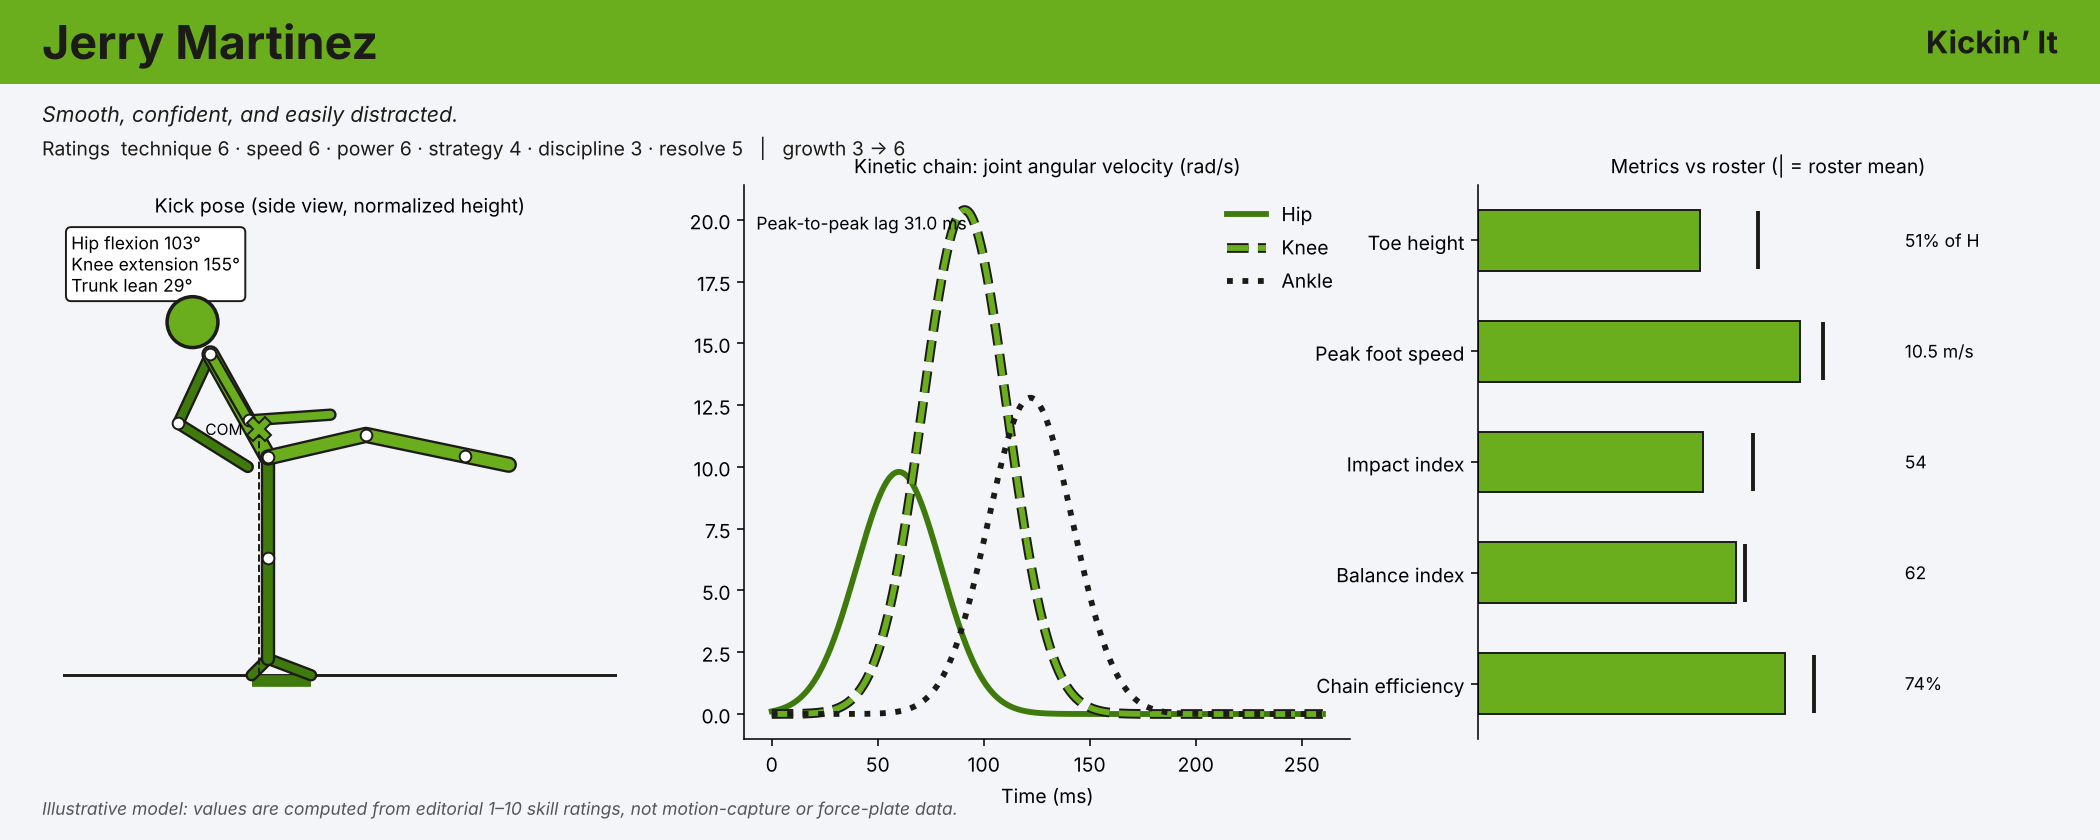 Jerry Martinez
Kickin’ It
Smooth, confident, and easily distracted.
Ratings  technique 6 · speed 6 · power 6 · strategy 4 · discipline 3 · resolve 5  |  growth 3 → 6
Kick pose (side view, normalized height)
Hip flexion 103°
Knee extension 155°
Trunk lean 29°
COM
Kinetic chain: joint angular velocity (rad/s)
Peak-to-peak lag 31.0 ms
Hip
Knee
Ankle
20.0
17.5
15.0
12.5
10.0
7.5
5.0
2.5
0.0
0 50 100 150 200 250
Time (ms)
Metrics vs roster (| = roster mean)
Toe height 51% of H
Peak foot speed 10.5 m/s
Impact index 54
Balance index 62
Chain efficiency 74%
Illustrative model: values are computed from editorial 1–10 skill ratings, not motion-capture or force-plate data.